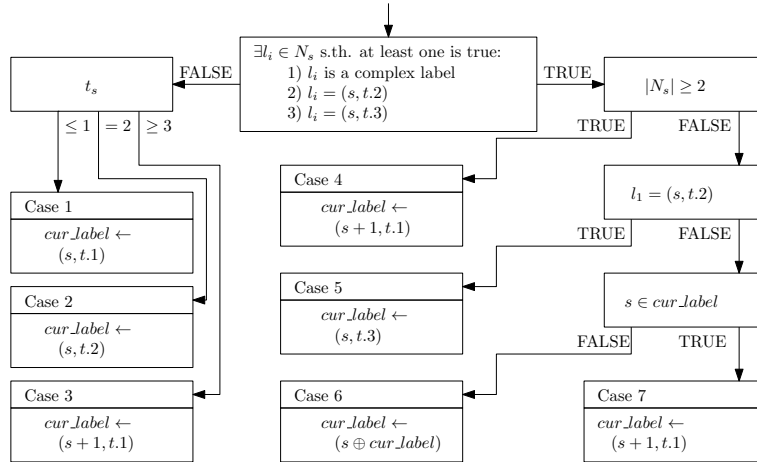 ∃l_i ∈ N_s s.th. at least one is true:
1) l_i is a complex label
2) l_i = (s, t.2)
3) l_i = (s, t.3)
FALSE
TRUE
t_s
|N_s| ≥ 2
≤ 1
= 2
≥ 3
TRUE
FALSE
Case 1
cur_label ←
(s, t.1)
Case 4
cur_label ←
(s + 1, t.1)
l_1 = (s, t.2)
TRUE
FALSE
Case 2
cur_label ←
(s, t.2)
Case 5
cur_label ←
(s, t.3)
s ∈ cur_label
FALSE
TRUE
Case 3
cur_label ←
(s + 1, t.1)
Case 6
cur_label ←
(s ⊕ cur_label)
Case 7
cur_label ←
(s + 1, t.1)